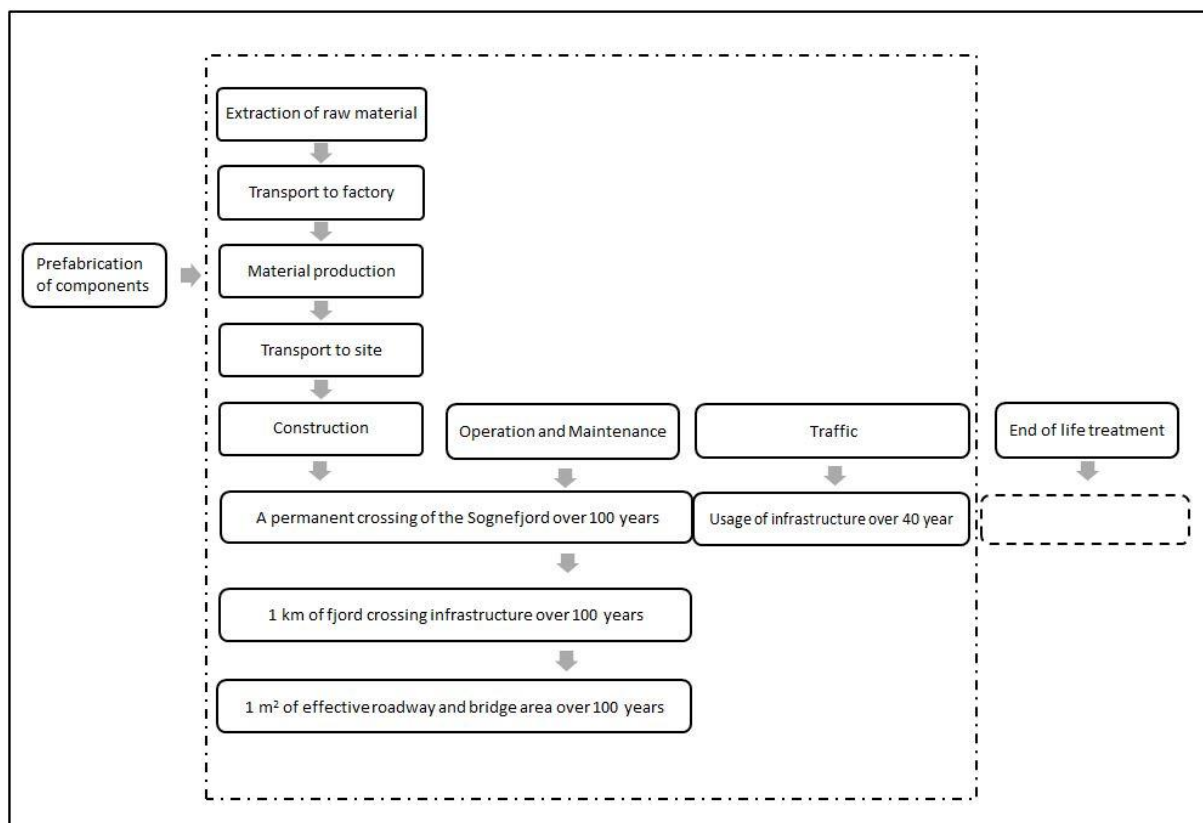 Extraction of raw material
Transport to factory
Prefabrication
of components
Material production
Transport to site
Construction
Operation and Maintenance
Traffic
End of life treatment
A permanent crossing of the Sognefjord over 100 years
Usage of infrastructure over 40 year
1 km of fjord crossing infrastructure over 100 years
1 m² of effective roadway and bridge area over 100 years